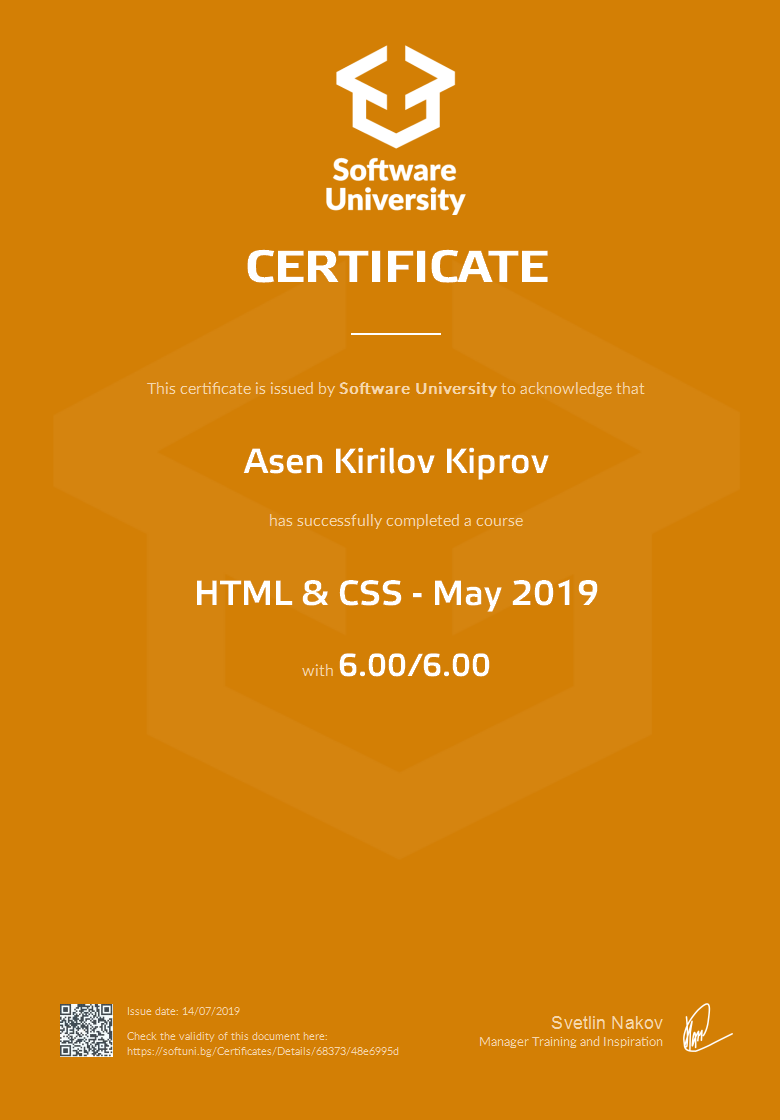 Software
University
CERTIFICATE
This certificate is issued by Software University to acknowledge that
Asen Kirilov Kiprov
has successfully completed a course
HTML & CSS - May 2019
with 6.00/6.00
Issue date: 14/07/2019
Check the validity of this document here:
https://softuni.bg/Certificates/Details/68373/48e6995d
Svetlin Nakov
Manager Training and Inspiration